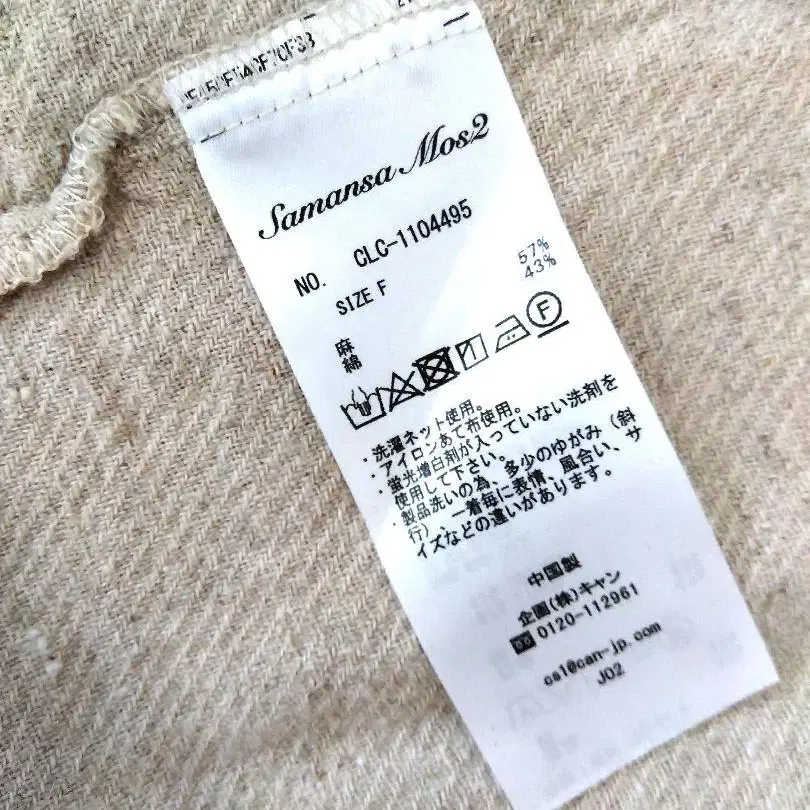 Samansa Mos2
NO. CLC-1104495
SIZE F
麻 57%
綿 43%
F
・洗濯ネット使用。
・アイロンあて布使用。
・蛍光増白剤が入っていない洗剤を
使用して下さい。
・製品洗いの為、多少のゆがみ（斜
行）、一着毎に表情、風合い、サ
イズなどの違いがあります。
中国製
企画(株)キャン
0120-112961
cs1@can-jp.com
J02